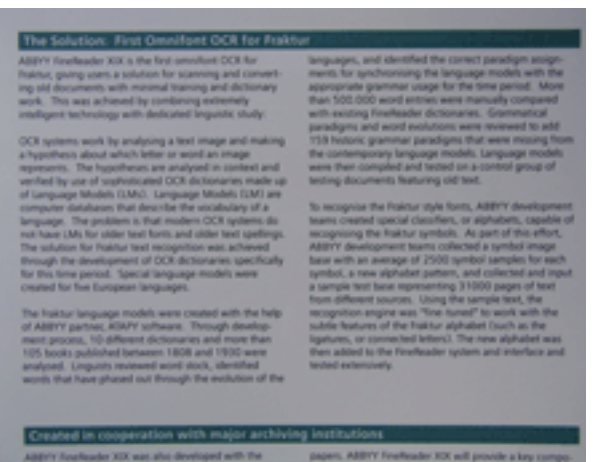 The Solution: First Omnifont OCR for Fraktur
ABBYY FineReader XIX is the first omnifont OCR for
Fraktur, giving users a solution for scanning and convert-
ing old documents with minimal training and dictionary
work. This was achieved by combining extremely
intelligent technology with dedicated linguistic study:
OCR systems work by analysing a text image and making
a hypothesis about which letter or word an image
represents. The hypotheses are analysed in context and
verified by use of sophisticated OCR dictionaries made up
of Language Models (LMs). Language Models (LM) are
computer databases that describe the vocabulary of a
language. The problem is that modern OCR systems do
not have LMs for older text fonts and older text spellings.
The solution for Fraktur text recognition was achieved
through the development of OCR dictionaries specifically
for this time period. Special language models were
created for five European languages.
The fraktur language models were created with the help
of ABBYY partner, ATAPY software. Through develop-
ment process, 10 different dictionaries and more than
105 books published between 1808 and 1930 were
analysed. Linguists reviewed word stock, identified
words that have phased out through the evolution of the
languages, and identified the correct paradigm assign-
ments for synchronising the language models with the
appropriate grammar usage for the time period. More
than 500.000 word entries were manually compared
with existing FineReader dictionaries. Grammatical
paradigms and word evolutions were reviewed to add
159 historic grammar paradigms that were missing from
the contemporary language models. Language models
were then compiled and tested on a control group of
testing documents featuring old text.
To recognise the Fraktur style fonts, ABBYY development
teams created special classifiers, or alphabets, capable of
recognising the fraktur symbols. As part of this effort,
ABBYY development teams collected a symbol image
base with an average of 2500 symbol samples for each
symbol, a new alphabet pattern, and collected and input
a sample text base representing 31000 pages of text
from different sources. Using the sample text, the
recognition engine was "fine-tuned" to work with the
subtle features of the fraktur alphabet (such as the
ligatures, or connected letters). The new alphabet was
then added to the FineReader system and interface and
tested extensively.
Created in cooperation with major archiving institutions
ABBYY FineReader XIX was also developed with the
papers. ABBYY FineReader XIX will provide a key compo-